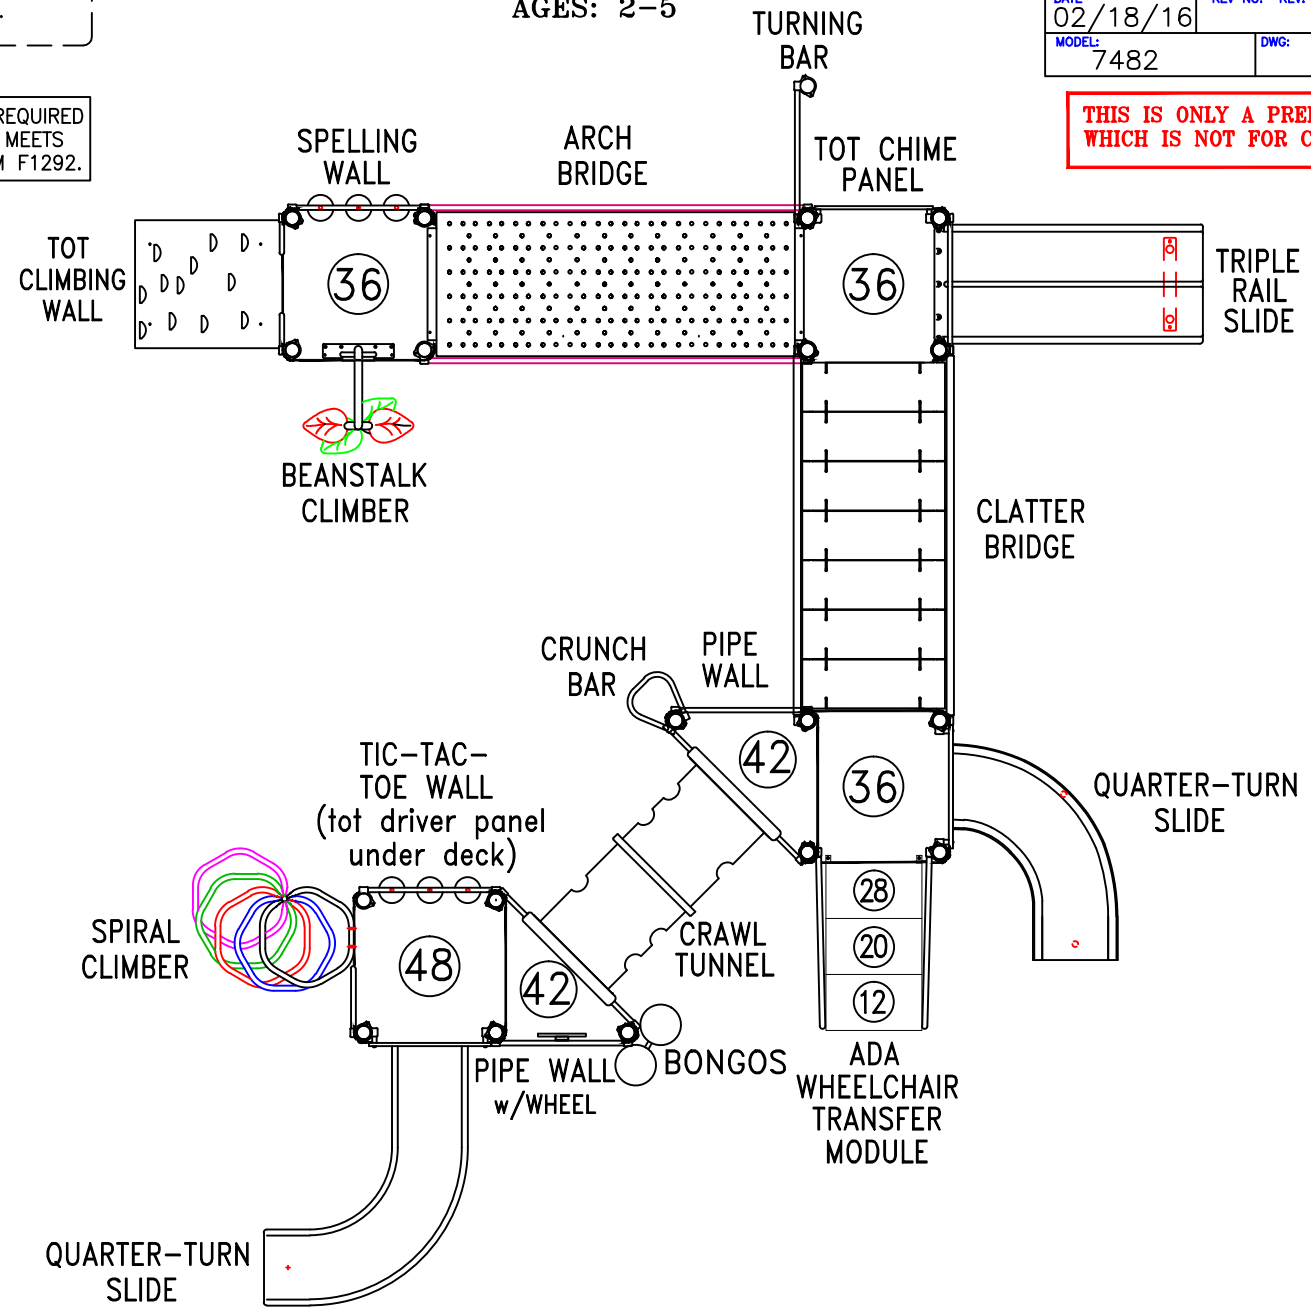 AGES: 2-5
02/18/16
MODEL:
7482
DWG:
REQUIRED
MEETS
F1292.
THIS IS ONLY A
WHICH IS NOT FOR
TURNING
BAR
SPELLING
WALL
ARCH
BRIDGE
TOT CHIME
PANEL
TOT
CLIMBING
WALL
36
36
TRIPLE
RAIL
SLIDE
BEANSTALK
CLIMBER
CLATTER
BRIDGE
CRUNCH
BAR
PIPE
WALL
42
36
QUARTER-TURN
SLIDE
TIC-TAC-
TOE WALL
(tot driver panel
under deck)
SPIRAL
CLIMBER
48
42
CRAWL
TUNNEL
28
20
12
BONGOS
PIPE WALL
w/WHEEL
ADA
WHEELCHAIR
TRANSFER
MODULE
QUARTER-TURN
SLIDE